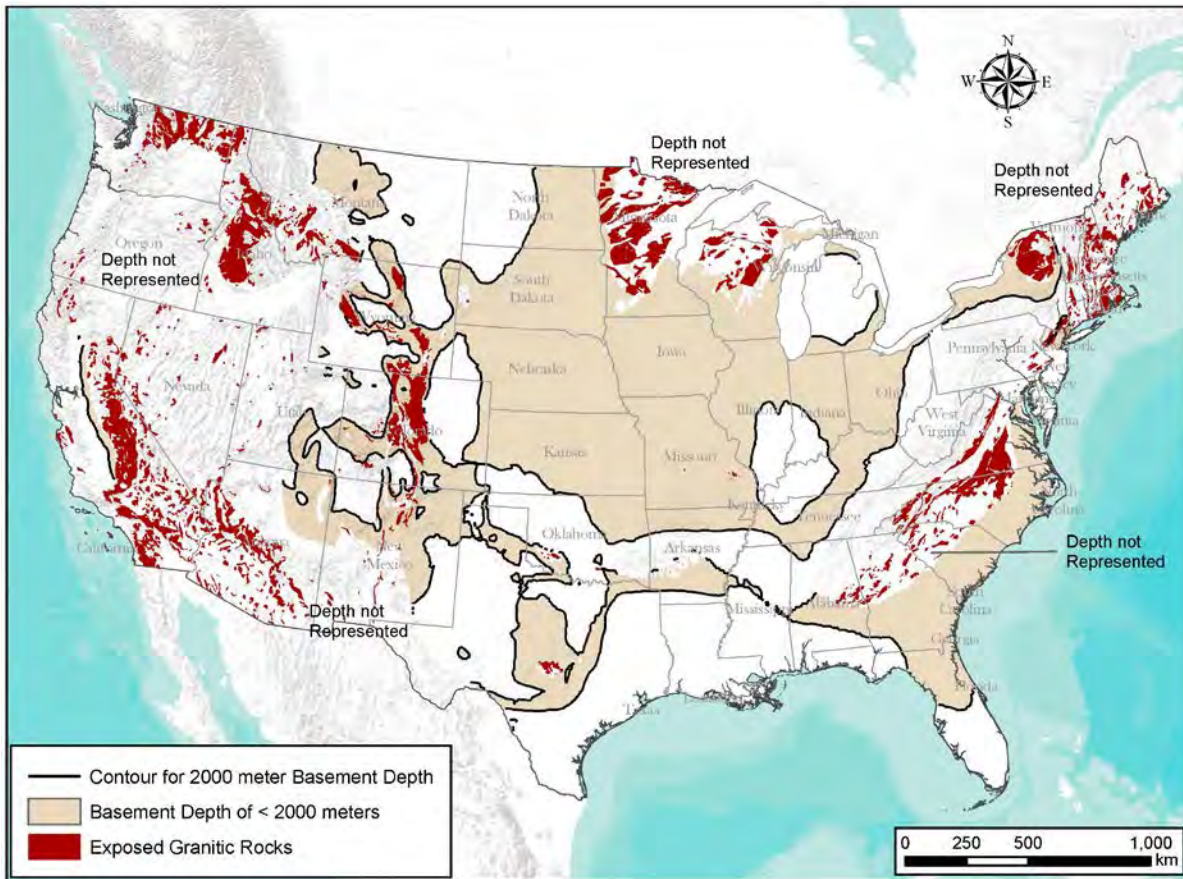 N
W E
S
Washington
Depth not
Represented
Depth not
Represented
North
Dakota
Montana
Minnesota
Michigan
Vermont
Oregon
Depth not
Represented
Idaho
South
Dakota
Wisconsin
Massachusetts
Wyoming
Iowa
Pennsylvania
New York
Nebraska
Nevada
Ohio
Utah
Illinois
Indiana
West
Virginia
Colorado
Kansas
Missouri
Kentucky
Tennessee
North
Carolina
California
Oklahoma
Arkansas
New
Mexico
Depth not
Represented
Depth not
Represented
Mississippi
Alabama
South
Carolina
Georgia
Texas
Florida
Contour for 2000 meter Basement Depth
Basement Depth of < 2000 meters
Exposed Granitic Rocks
0 250 500 1,000
km